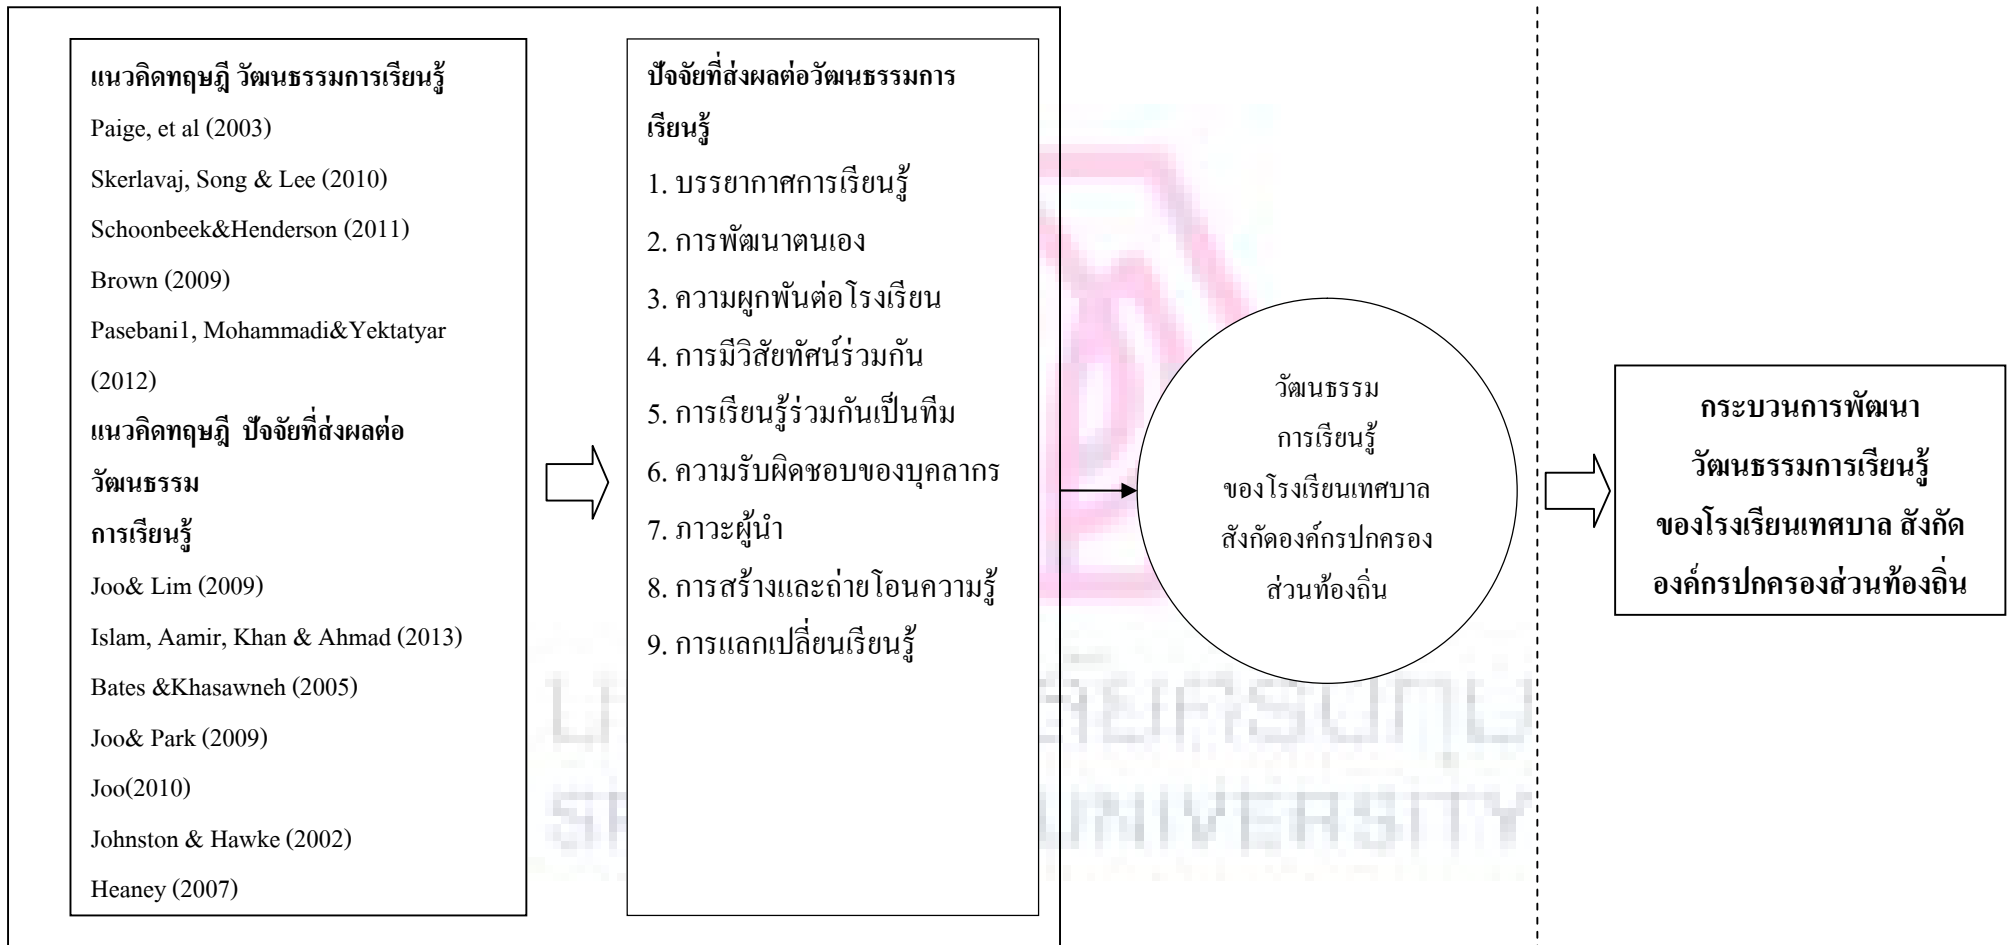 แนวคิดทฤษฎี วัฒนธรรมการเรียนรู้
Paige, et al (2003)
Skerlavaj, Song & Lee (2010)
Schoonbeek&Henderson (2011)
Brown (2009)
Pasebani1, Mohammadi&Yektatyar
(2012)
แนวคิดทฤษฎี ปัจจัยที่ส่งผลต่อ
วัฒนธรรม
การเรียนรู้
Joo& Lim (2009)
Islam, Aamir, Khan & Ahmad (2013)
Bates &Khasawneh (2005)
Joo& Park (2009)
Joo(2010)
Johnston & Hawke (2002)
Heaney (2007)
ปัจจัยที่ส่งผลต่อวัฒนธรรมการ
เรียนรู้
1. บรรยากาศการเรียนรู้
2. การพัฒนาตนเอง
3. ความผูกพันต่อโรงเรียน
4. การมีวิสัยทัศน์ร่วมกัน
5. การเรียนรู้ร่วมกันเป็นทีม
6. ความรับผิดชอบของบุคลากร
7. ภาวะผู้นำ
8. การสร้างและถ่ายโอนความรู้
9. การแลกเปลี่ยนเรียนรู้
วัฒนธรรม
การเรียนรู้
ของโรงเรียนเทศบาล
สังกัดองค์กรปกครอง
ส่วนท้องถิ่น
กระบวนการพัฒนา
วัฒนธรรมการเรียนรู้
ของโรงเรียนเทศบาล สังกัด
องค์กรปกครองส่วนท้องถิ่น
UNIVERSITY